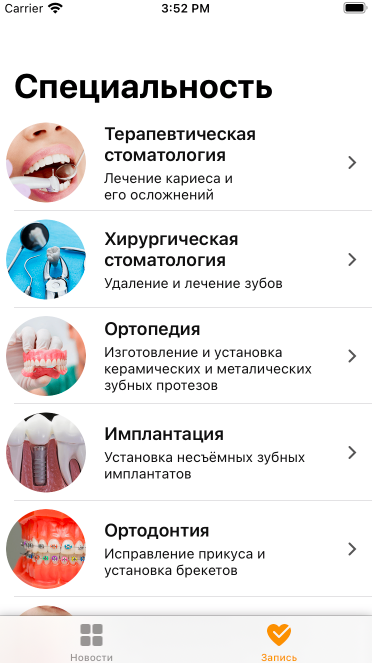 Carrier 3:52 PM
Специальность
Терапевтическая
стоматология
Лечение кариеса и
его осложнений
Хирургическая
стоматология
Удаление и лечение зубов
Ортопедия
Изготовление и установка
керамических и металических
зубных протезов
Имплантация
Установка несъёмных зубных
имплантатов
Ортодонтия
Исправление прикуса и
установка брекетов
Новости Запись